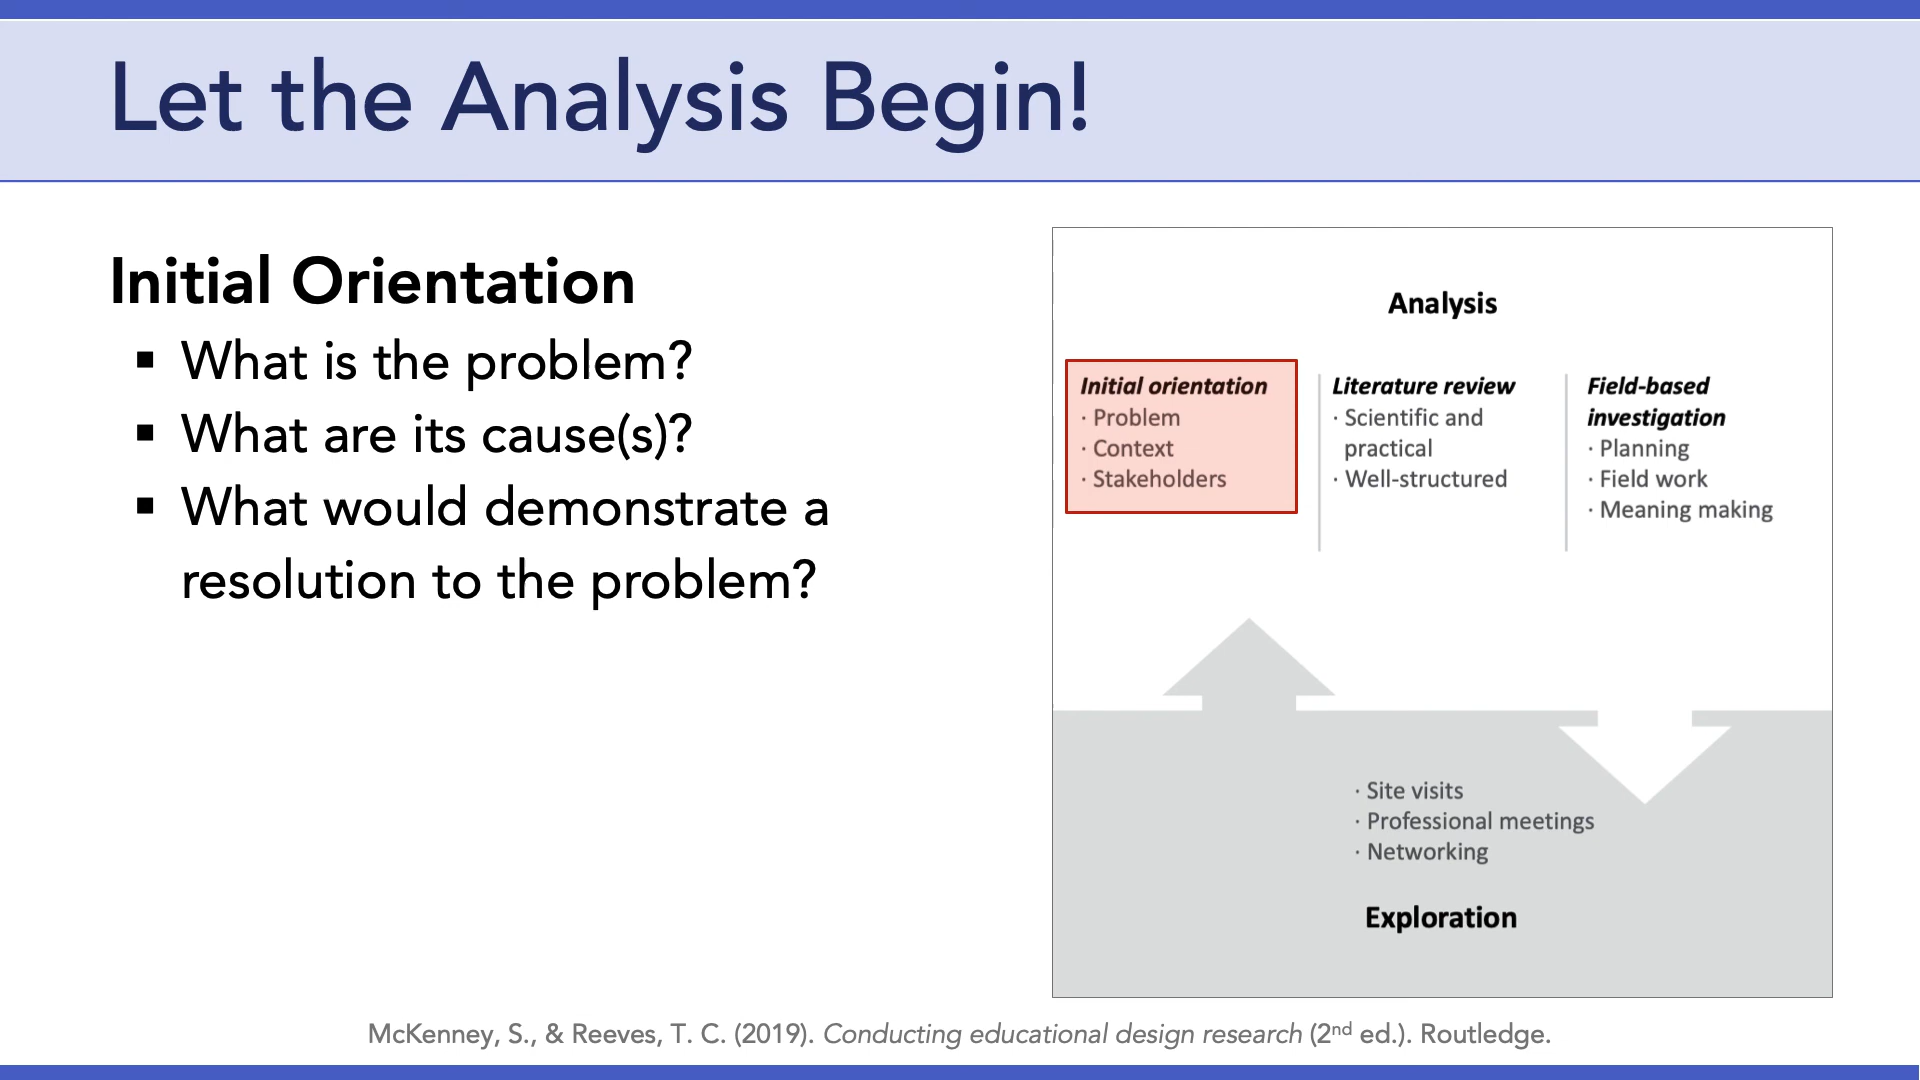 Let the Analysis Begin!
Initial Orientation
▪ What is the problem?
▪ What are its cause(s)?
▪ What would demonstrate a
resolution to the problem?
Analysis
Initial orientation
· Problem
· Context
· Stakeholders
Literature review
· Scientific and
practical
· Well-structured
Field-based
investigation
· Planning
· Field work
· Meaning making
· Site visits
· Professional meetings
· Networking
Exploration
McKenney, S., & Reeves, T. C. (2019). Conducting educational design research (2nd ed.). Routledge.